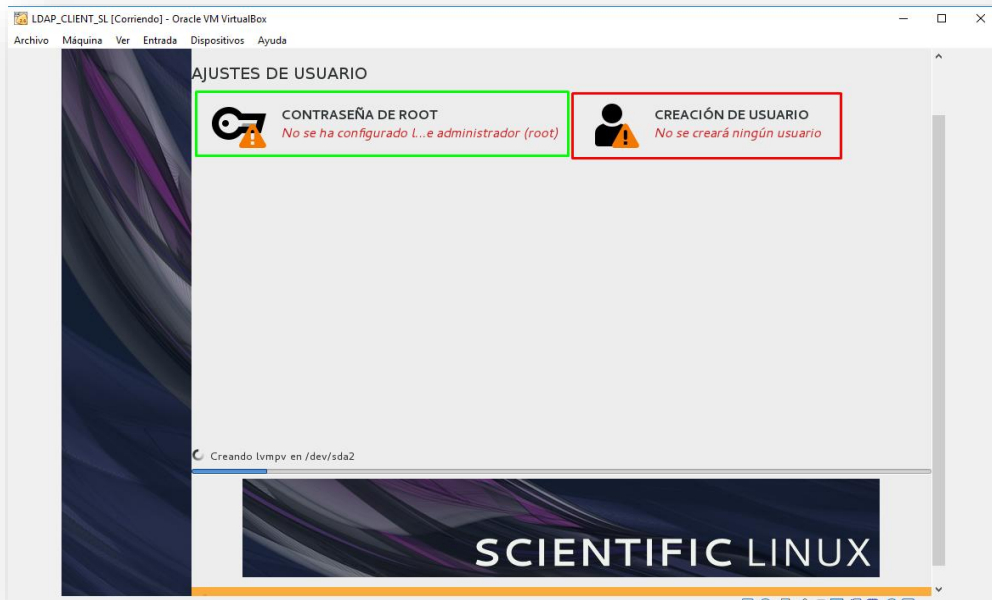 LDAP_CLIENT_SL [Corriendo] - Oracle VM VirtualBox
Archivo Máquina Ver Entrada Dispositivos Ayuda
AJUSTES DE USUARIO
CONTRASEÑA DE ROOT
No se ha configurado l...e administrador (root)
CREACIÓN DE USUARIO
No se creará ningún usuario
Creando lvmpv en /dev/sda2
SCIENTIFIC LINUX